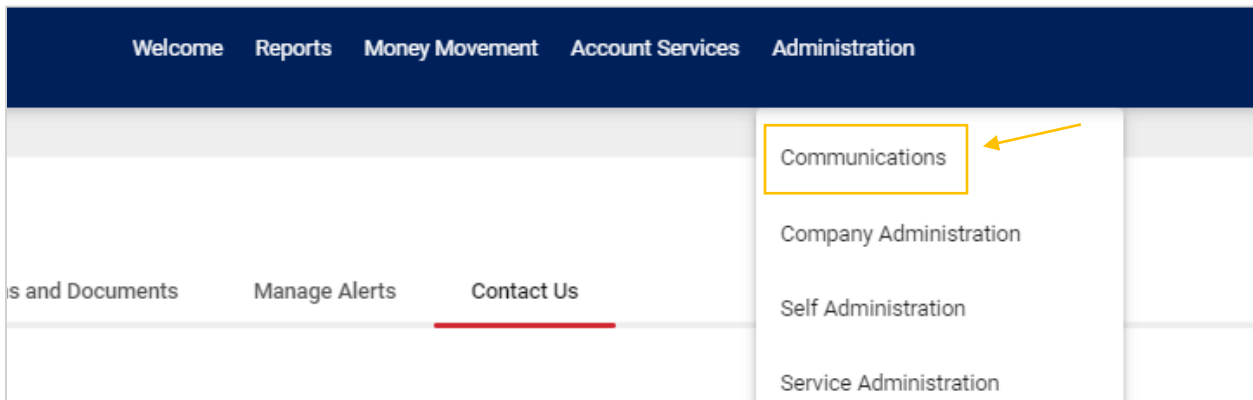 Welcome Reports Money Movement Account Services Administration
Communications
Company Administration
s and Documents Manage Alerts Contact Us
Self Administration
Service Administration